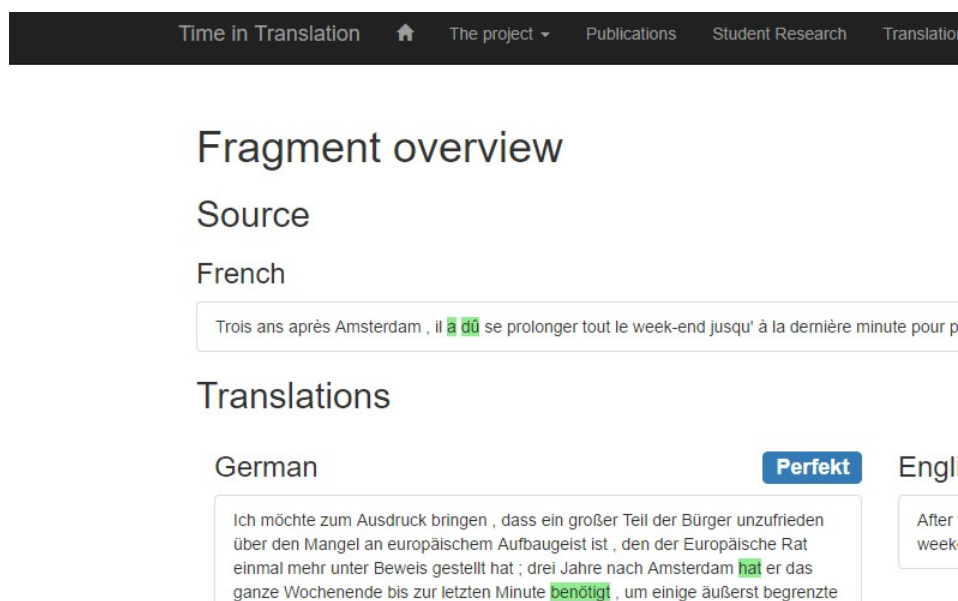 Time in Translation The project Publications Student Research
Fragment overview
Source
French
Trois ans après Amsterdam , il a dû se prolonger tout le week-end jusqu' à la dernière minute pour
Translations
German Perfekt
Ich möchte zum Ausdruck bringen , dass ein großer Teil der Bürger unzufrieden
über den Mangel an europäischem Aufbaugeist ist , den der Europäische Rat
einmal mehr unter Beweis gestellt hat ; drei Jahre nach Amsterdam hat er das
ganze Wochenende bis zur letzten Minute benötigt , um einige äußerst begrenzte
After